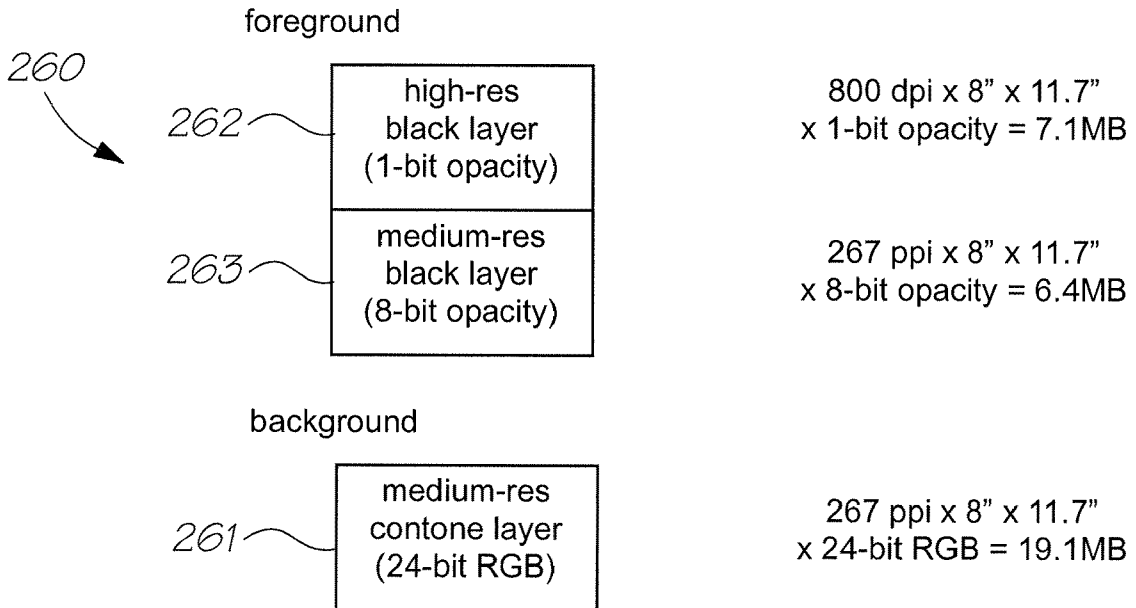 foreground
260
262
high-res
black layer
(1-bit opacity)
800 dpi x 8” x 11.7”
x 1-bit opacity = 7.1MB
263
medium-res
black layer
(8-bit opacity)
267 ppi x 8” x 11.7”
x 8-bit opacity = 6.4MB
background
261
medium-res
contone layer
(24-bit RGB)
267 ppi x 8” x 11.7”
x 24-bit RGB = 19.1MB